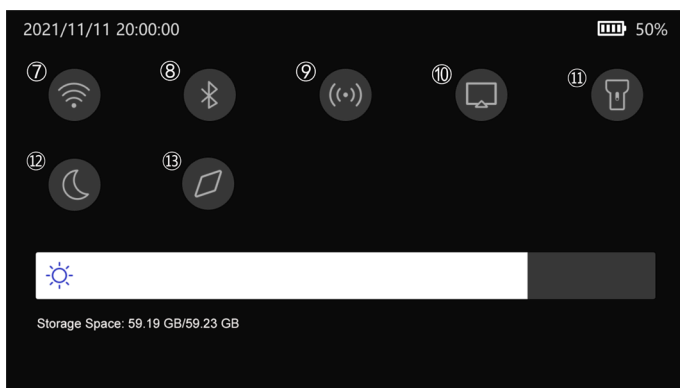 2021/11/11 20:00:00 50%
⑦ ⑧ ⑨ ⑩ ⑪
⑫ ⑬
Storage Space: 59.19 GB/59.23 GB